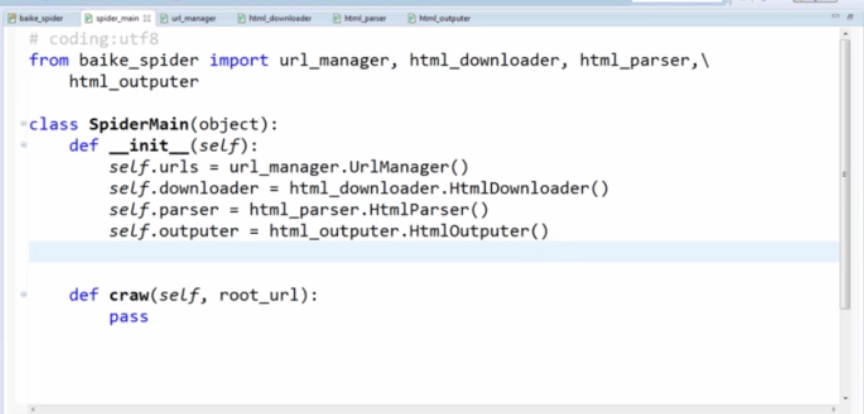 baike_spider spider_main url_manager html_downloader html_parser html_outputer
# coding:utf8
from baike_spider import url_manager, html_downloader, html_parser,\
    html_outputer
class SpiderMain(object):
    def __init__(self):
        self.urls = url_manager.UrlManager()
        self.downloader = html_downloader.HtmlDownloader()
        self.parser = html_parser.HtmlParser()
        self.outputer = html_outputer.HtmlOutputer()
    def craw(self, root_url):
        pass